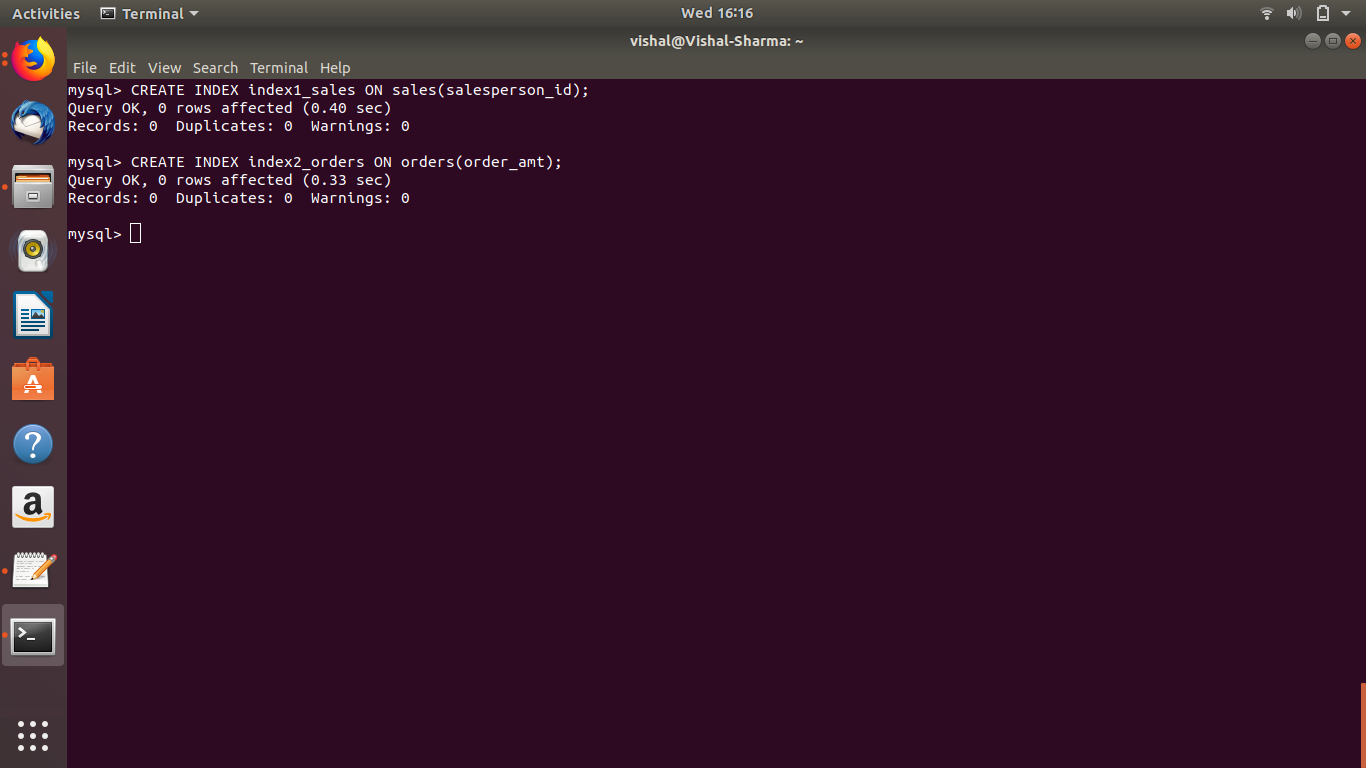 Activities Terminal Wed 16:16
vishal@Vishal-Sharma: ~
File Edit View Search Terminal Help
mysql> CREATE INDEX index1_sales ON sales(salesperson_id);
Query OK, 0 rows affected (0.40 sec)
Records: 0  Duplicates: 0  Warnings: 0
mysql> CREATE INDEX index2_orders ON orders(order_amt);
Query OK, 0 rows affected (0.33 sec)
Records: 0  Duplicates: 0  Warnings: 0
mysql>